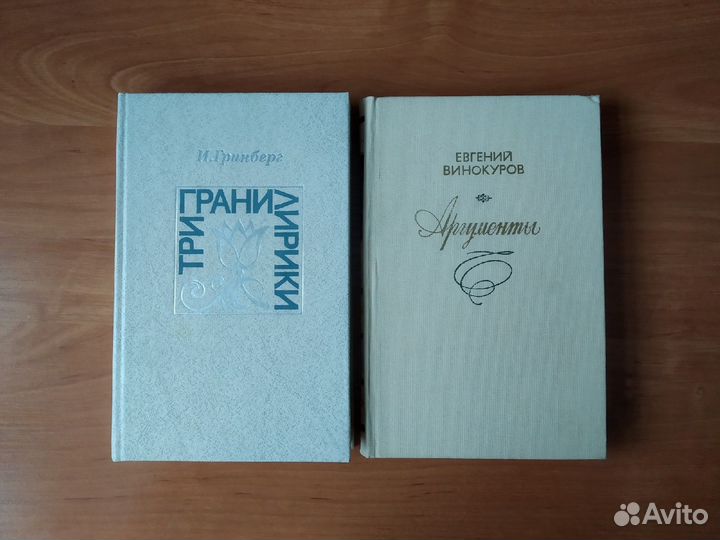 И. Гринберг
ТРИ
ГРАНИ
ЛИРИКИ
ЕВГЕНИЙ
ВИНОКУРОВ
Аргументы
Avito